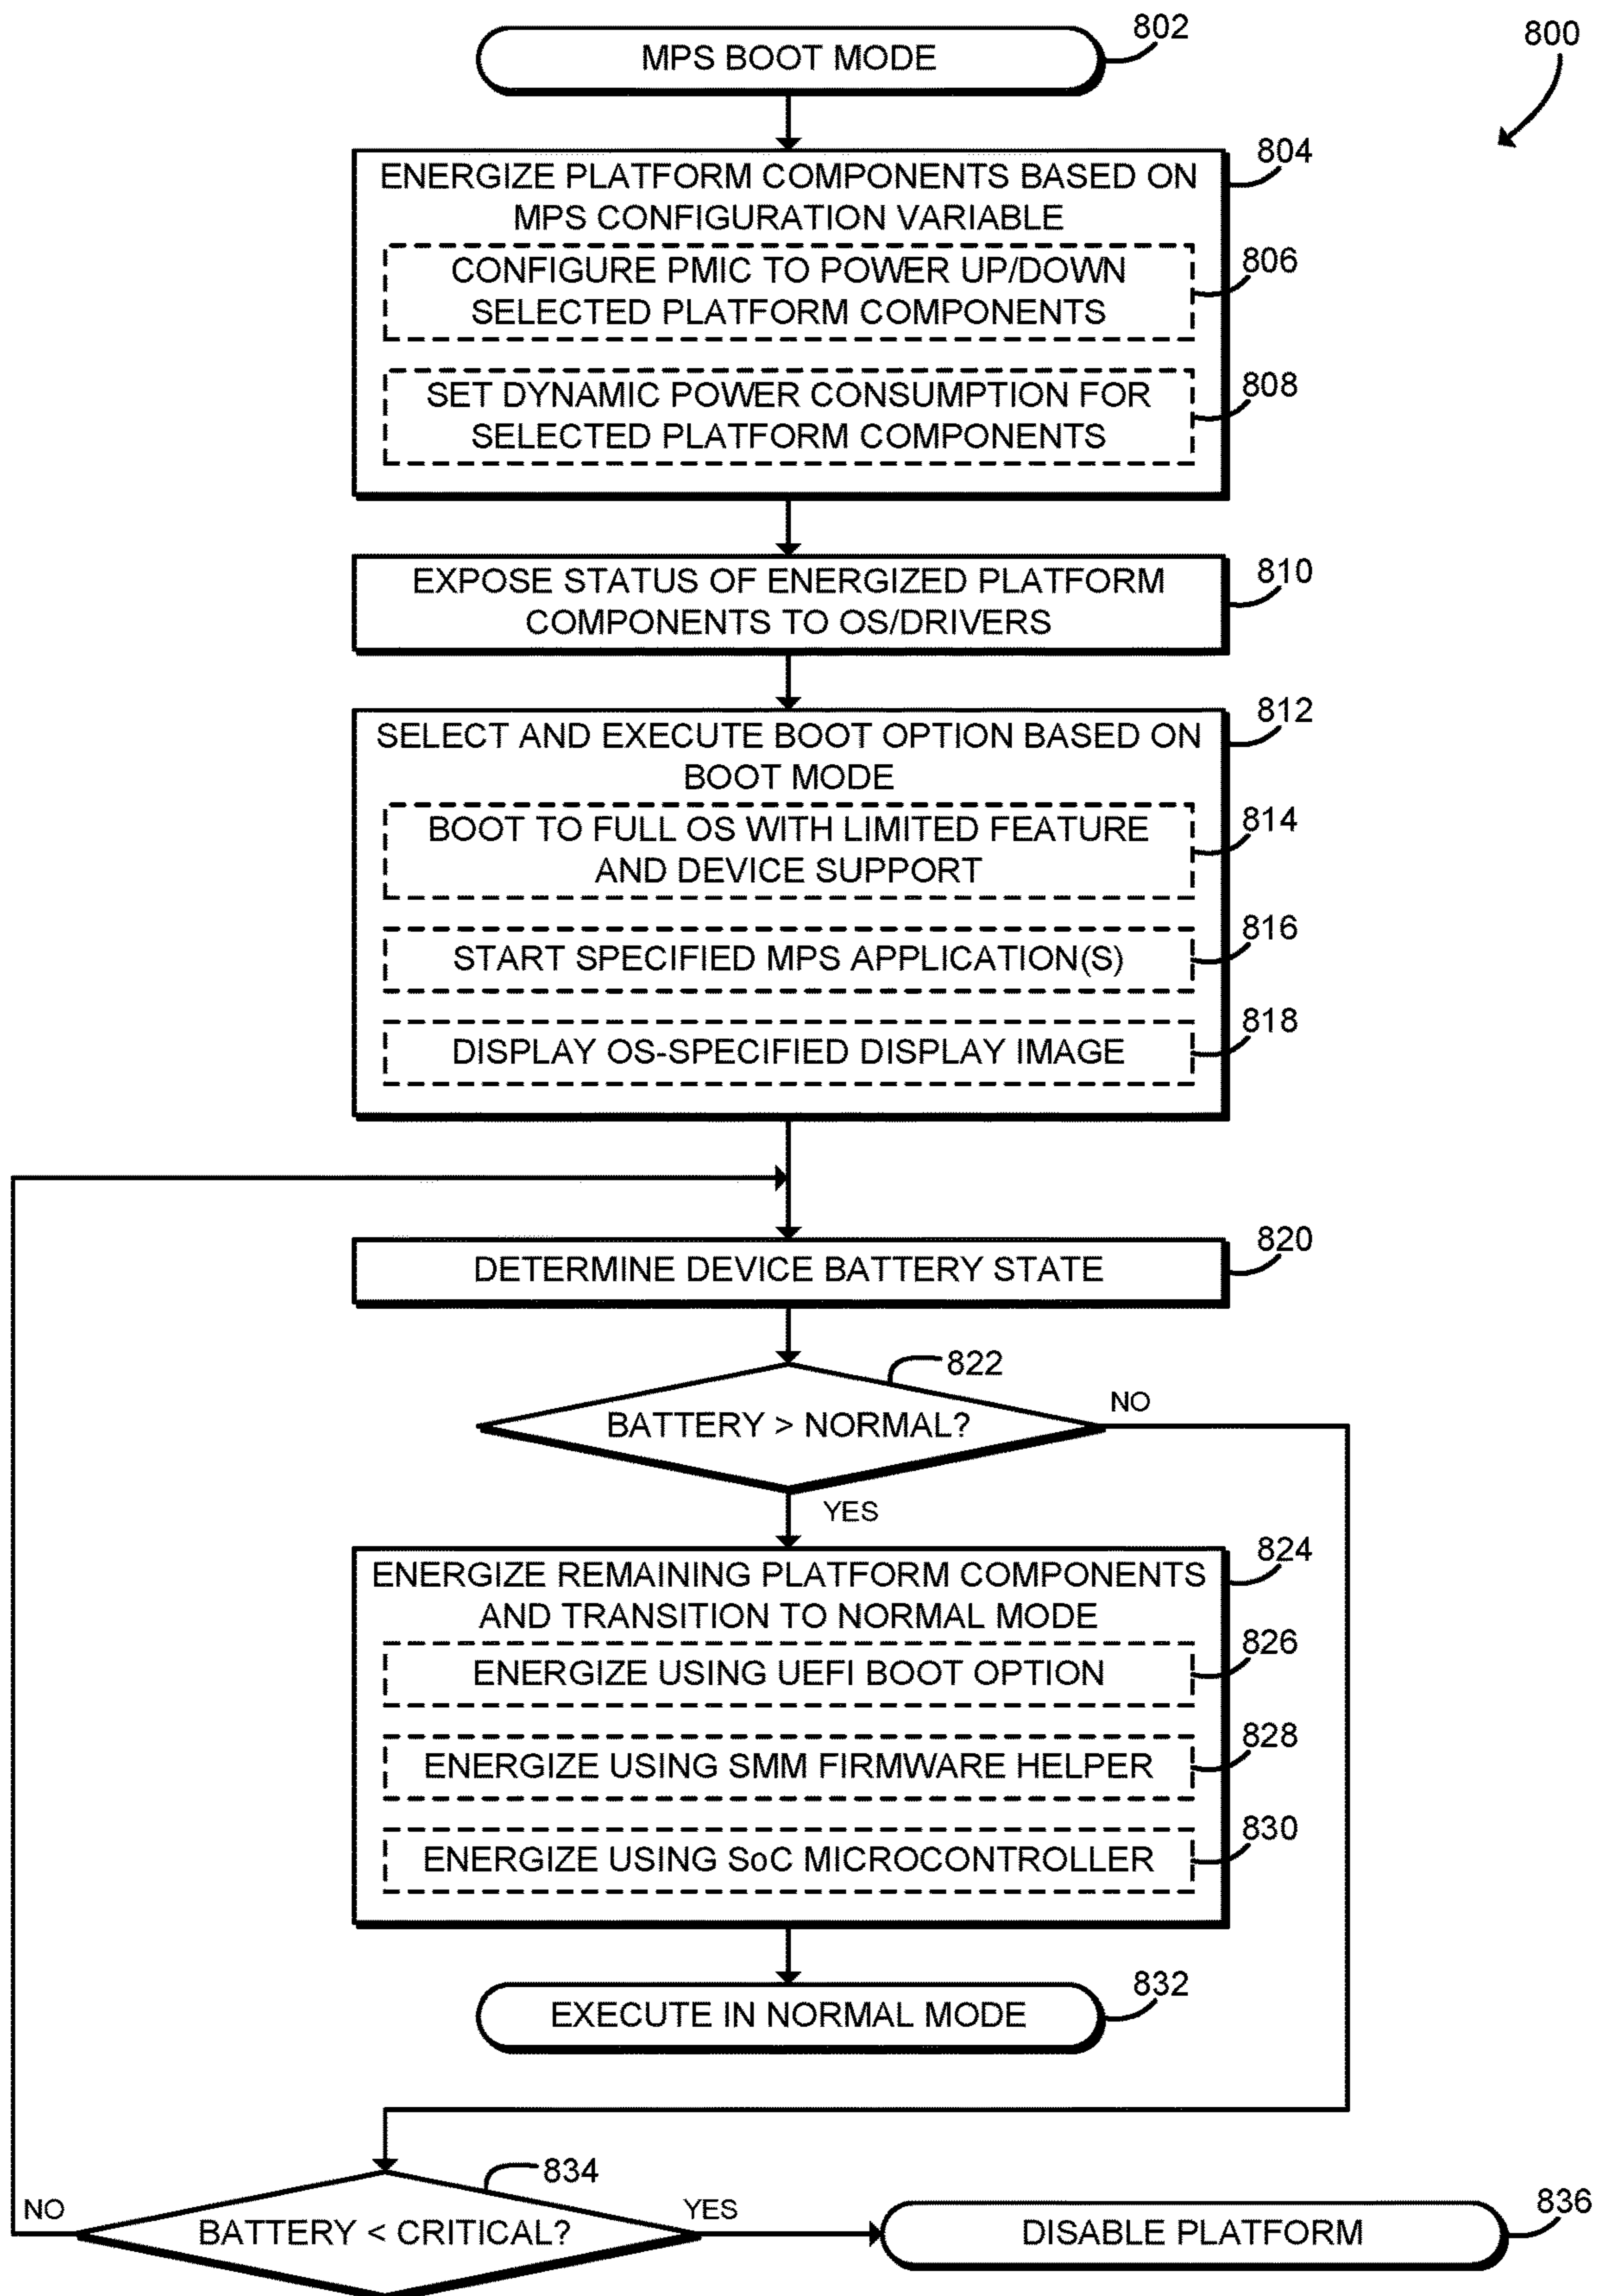 800
MPS BOOT MODE
802
ENERGIZE PLATFORM COMPONENTS BASED ON
MPS CONFIGURATION VARIABLE
804
CONFIGURE PMIC TO POWER UP/DOWN
SELECTED PLATFORM COMPONENTS
806
SET DYNAMIC POWER CONSUMPTION FOR
SELECTED PLATFORM COMPONENTS
808
EXPOSE STATUS OF ENERGIZED PLATFORM
COMPONENTS TO OS/DRIVERS
810
SELECT AND EXECUTE BOOT OPTION BASED ON
BOOT MODE
812
BOOT TO FULL OS WITH LIMITED FEATURE
AND DEVICE SUPPORT
814
START SPECIFIED MPS APPLICATION(S)
816
DISPLAY OS-SPECIFIED DISPLAY IMAGE
818
DETERMINE DEVICE BATTERY STATE
820
BATTERY > NORMAL?
822
NO
YES
ENERGIZE REMAINING PLATFORM COMPONENTS
AND TRANSITION TO NORMAL MODE
824
ENERGIZE USING UEFI BOOT OPTION
826
ENERGIZE USING SMM FIRMWARE HELPER
828
ENERGIZE USING SoC MICROCONTROLLER
830
EXECUTE IN NORMAL MODE
832
BATTERY < CRITICAL?
834
NO
YES
DISABLE PLATFORM
836